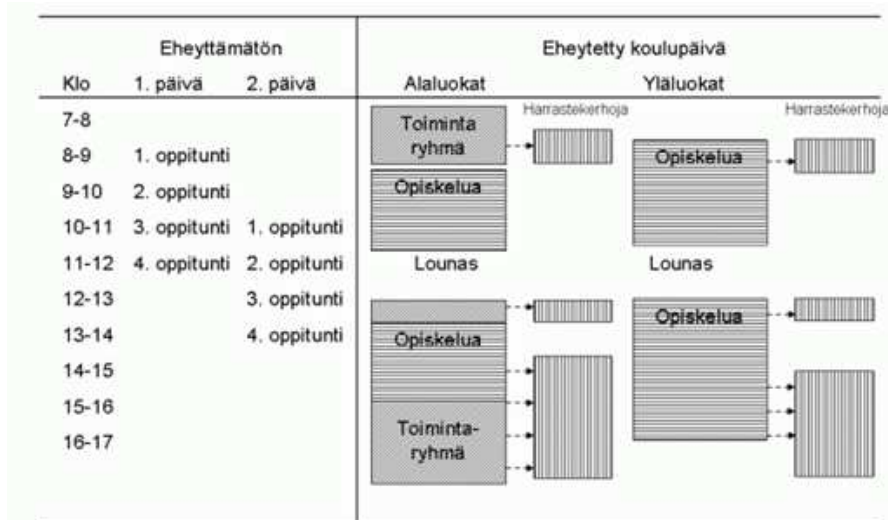 Eheyttämätön Eheytetty koulupäivä
Klo 1. päivä 2. päivä Alaluokat Yläluokat
7-8
8-9 1. oppitunti
9-10 2. oppitunti
10-11 3. oppitunti 1. oppitunti
11-12 4. oppitunti 2. oppitunti
12-13 3. oppitunti
13-14 4. oppitunti
14-15
15-16
16-17
Harrastekerhoja Harrastekerhoja
Toiminta
ryhmä
Opiskelua
Opiskelua
Lounas Lounas
Opiskelua
Opiskelua
Toiminta-
ryhmä